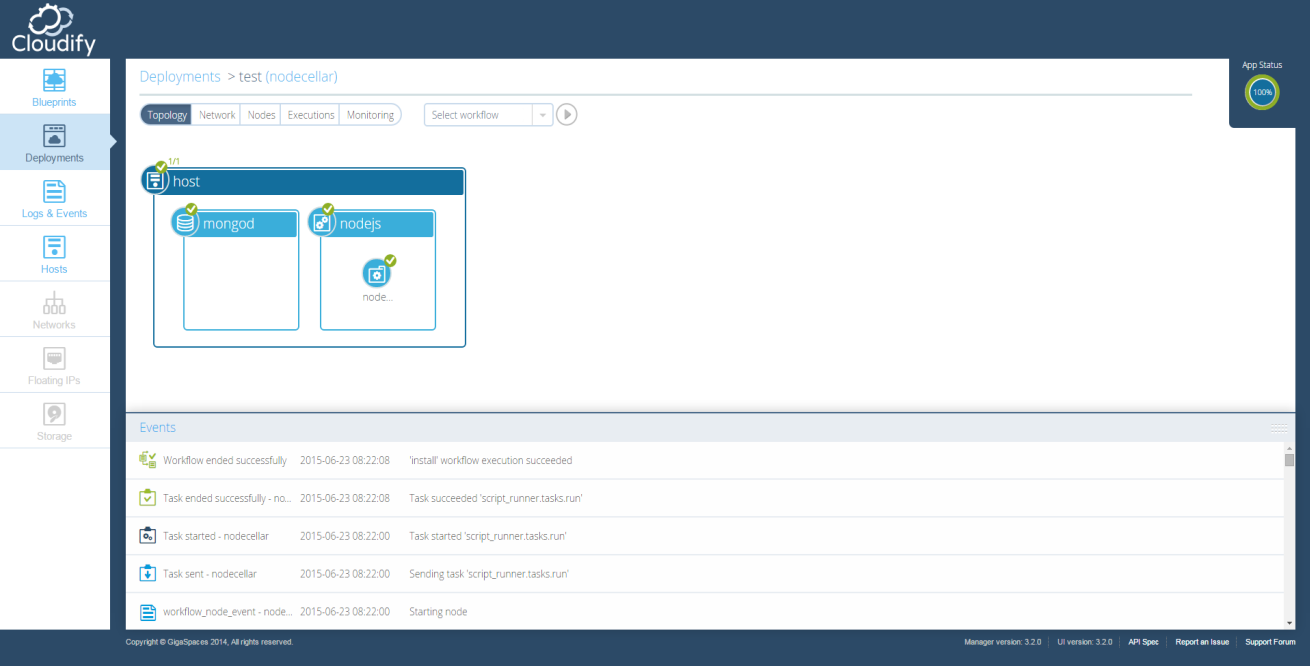 Cloudify
App Status
100%
Blueprints
Deployments
Logs & Events
Hosts
Networks
Floating IPs
Storage
Deployments > test (nodecellar)
Topology Network Nodes Executions Monitoring Select workflow
1/1
host
mongod nodejs
node...
Events
Workflow ended successfully 2015-06-23 08:22:08 'install' workflow execution succeeded
Task ended successfully - no... 2015-06-23 08:22:08 Task succeeded 'script_runner.tasks.run'
Task started - nodecellar 2015-06-23 08:22:00 Task started 'script_runner.tasks.run'
Task sent - nodecellar 2015-06-23 08:22:00 Sending task 'script_runner.tasks.run'
workflow_node_event - node... 2015-06-23 08:22:00 Starting node
Copyright © GigaSpaces 2014, All rights reserved. Manager version: 3.2.0 UI version: 3.2.0 API Spec Report an Issue Support Forum